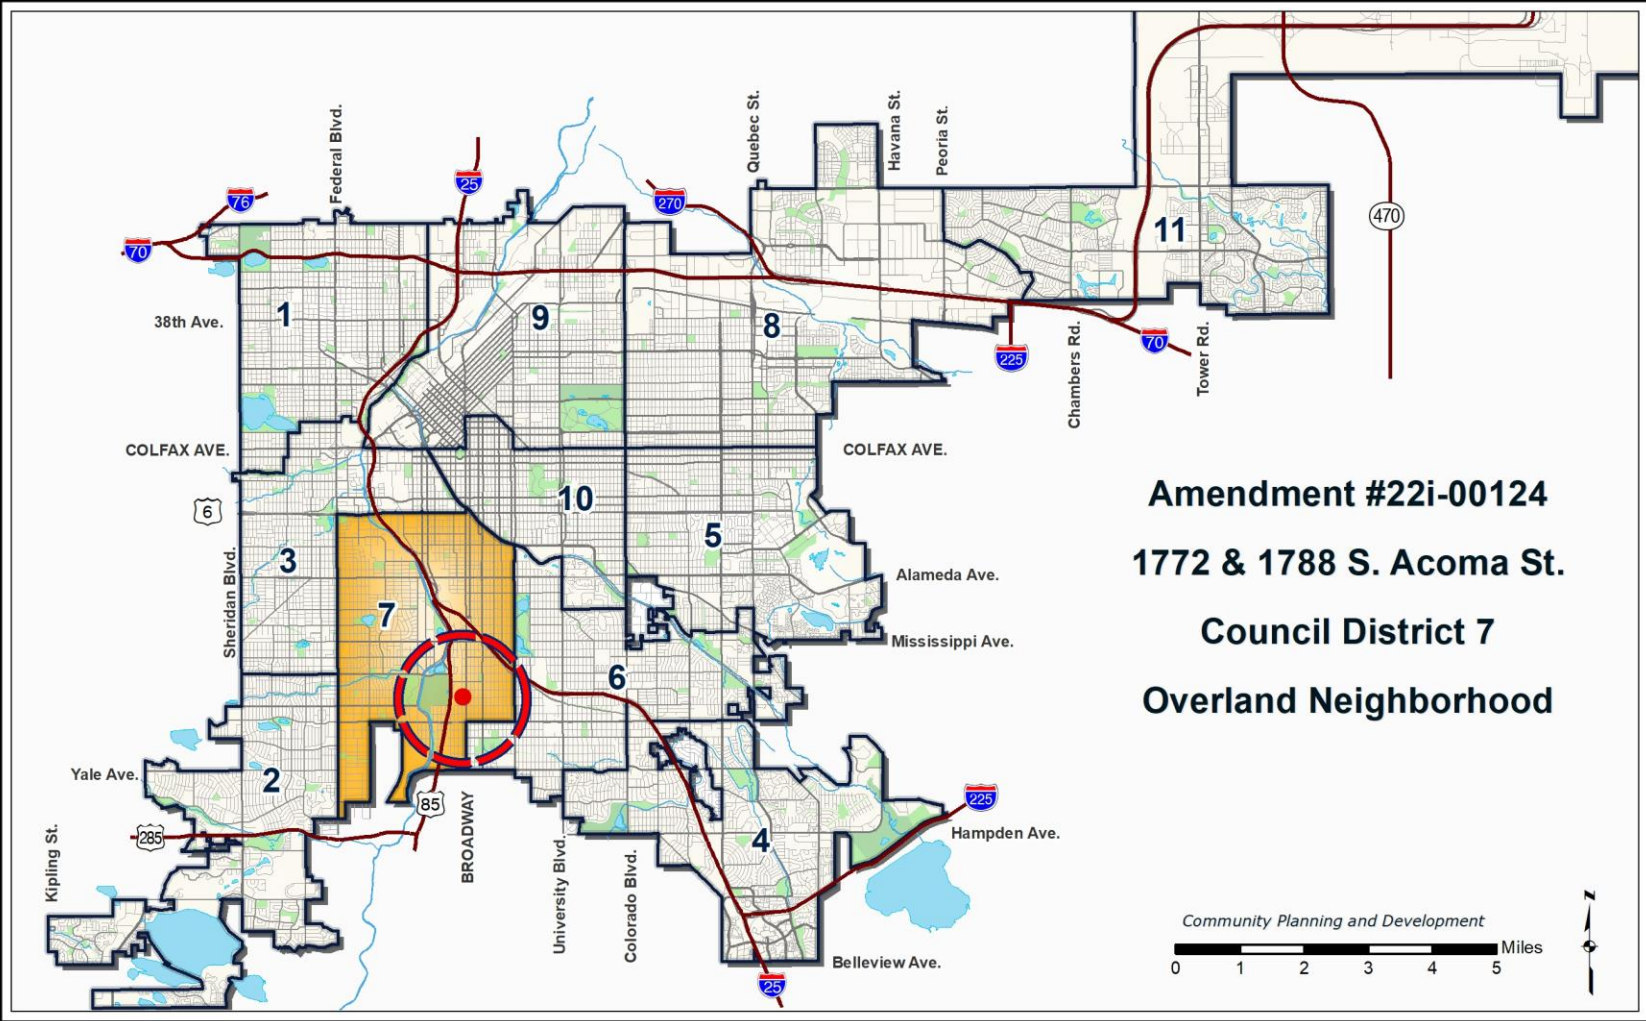 Federal Blvd.
Quebec St.
Havana St.
Peoria St.
76
25
270
70
470
11
38th Ave.
1
9
8
225
70
Chambers Rd.
Tower Rd.
COLFAX AVE.
COLFAX AVE.
6
10
5
3
Sheridan Blvd.
7
Alameda Ave.
Mississippi Ave.
6
Amendment #22i-00124
1772 & 1788 S. Acoma St.
Council District 7
Overland Neighborhood
Yale Ave.
2
85
BROADWAY
285
Kipling St.
University Blvd.
Colorado Blvd.
4
225
Hampden Ave.
Belleview Ave.
25
Community Planning and Development
Miles
0 1 2 3 4 5
N